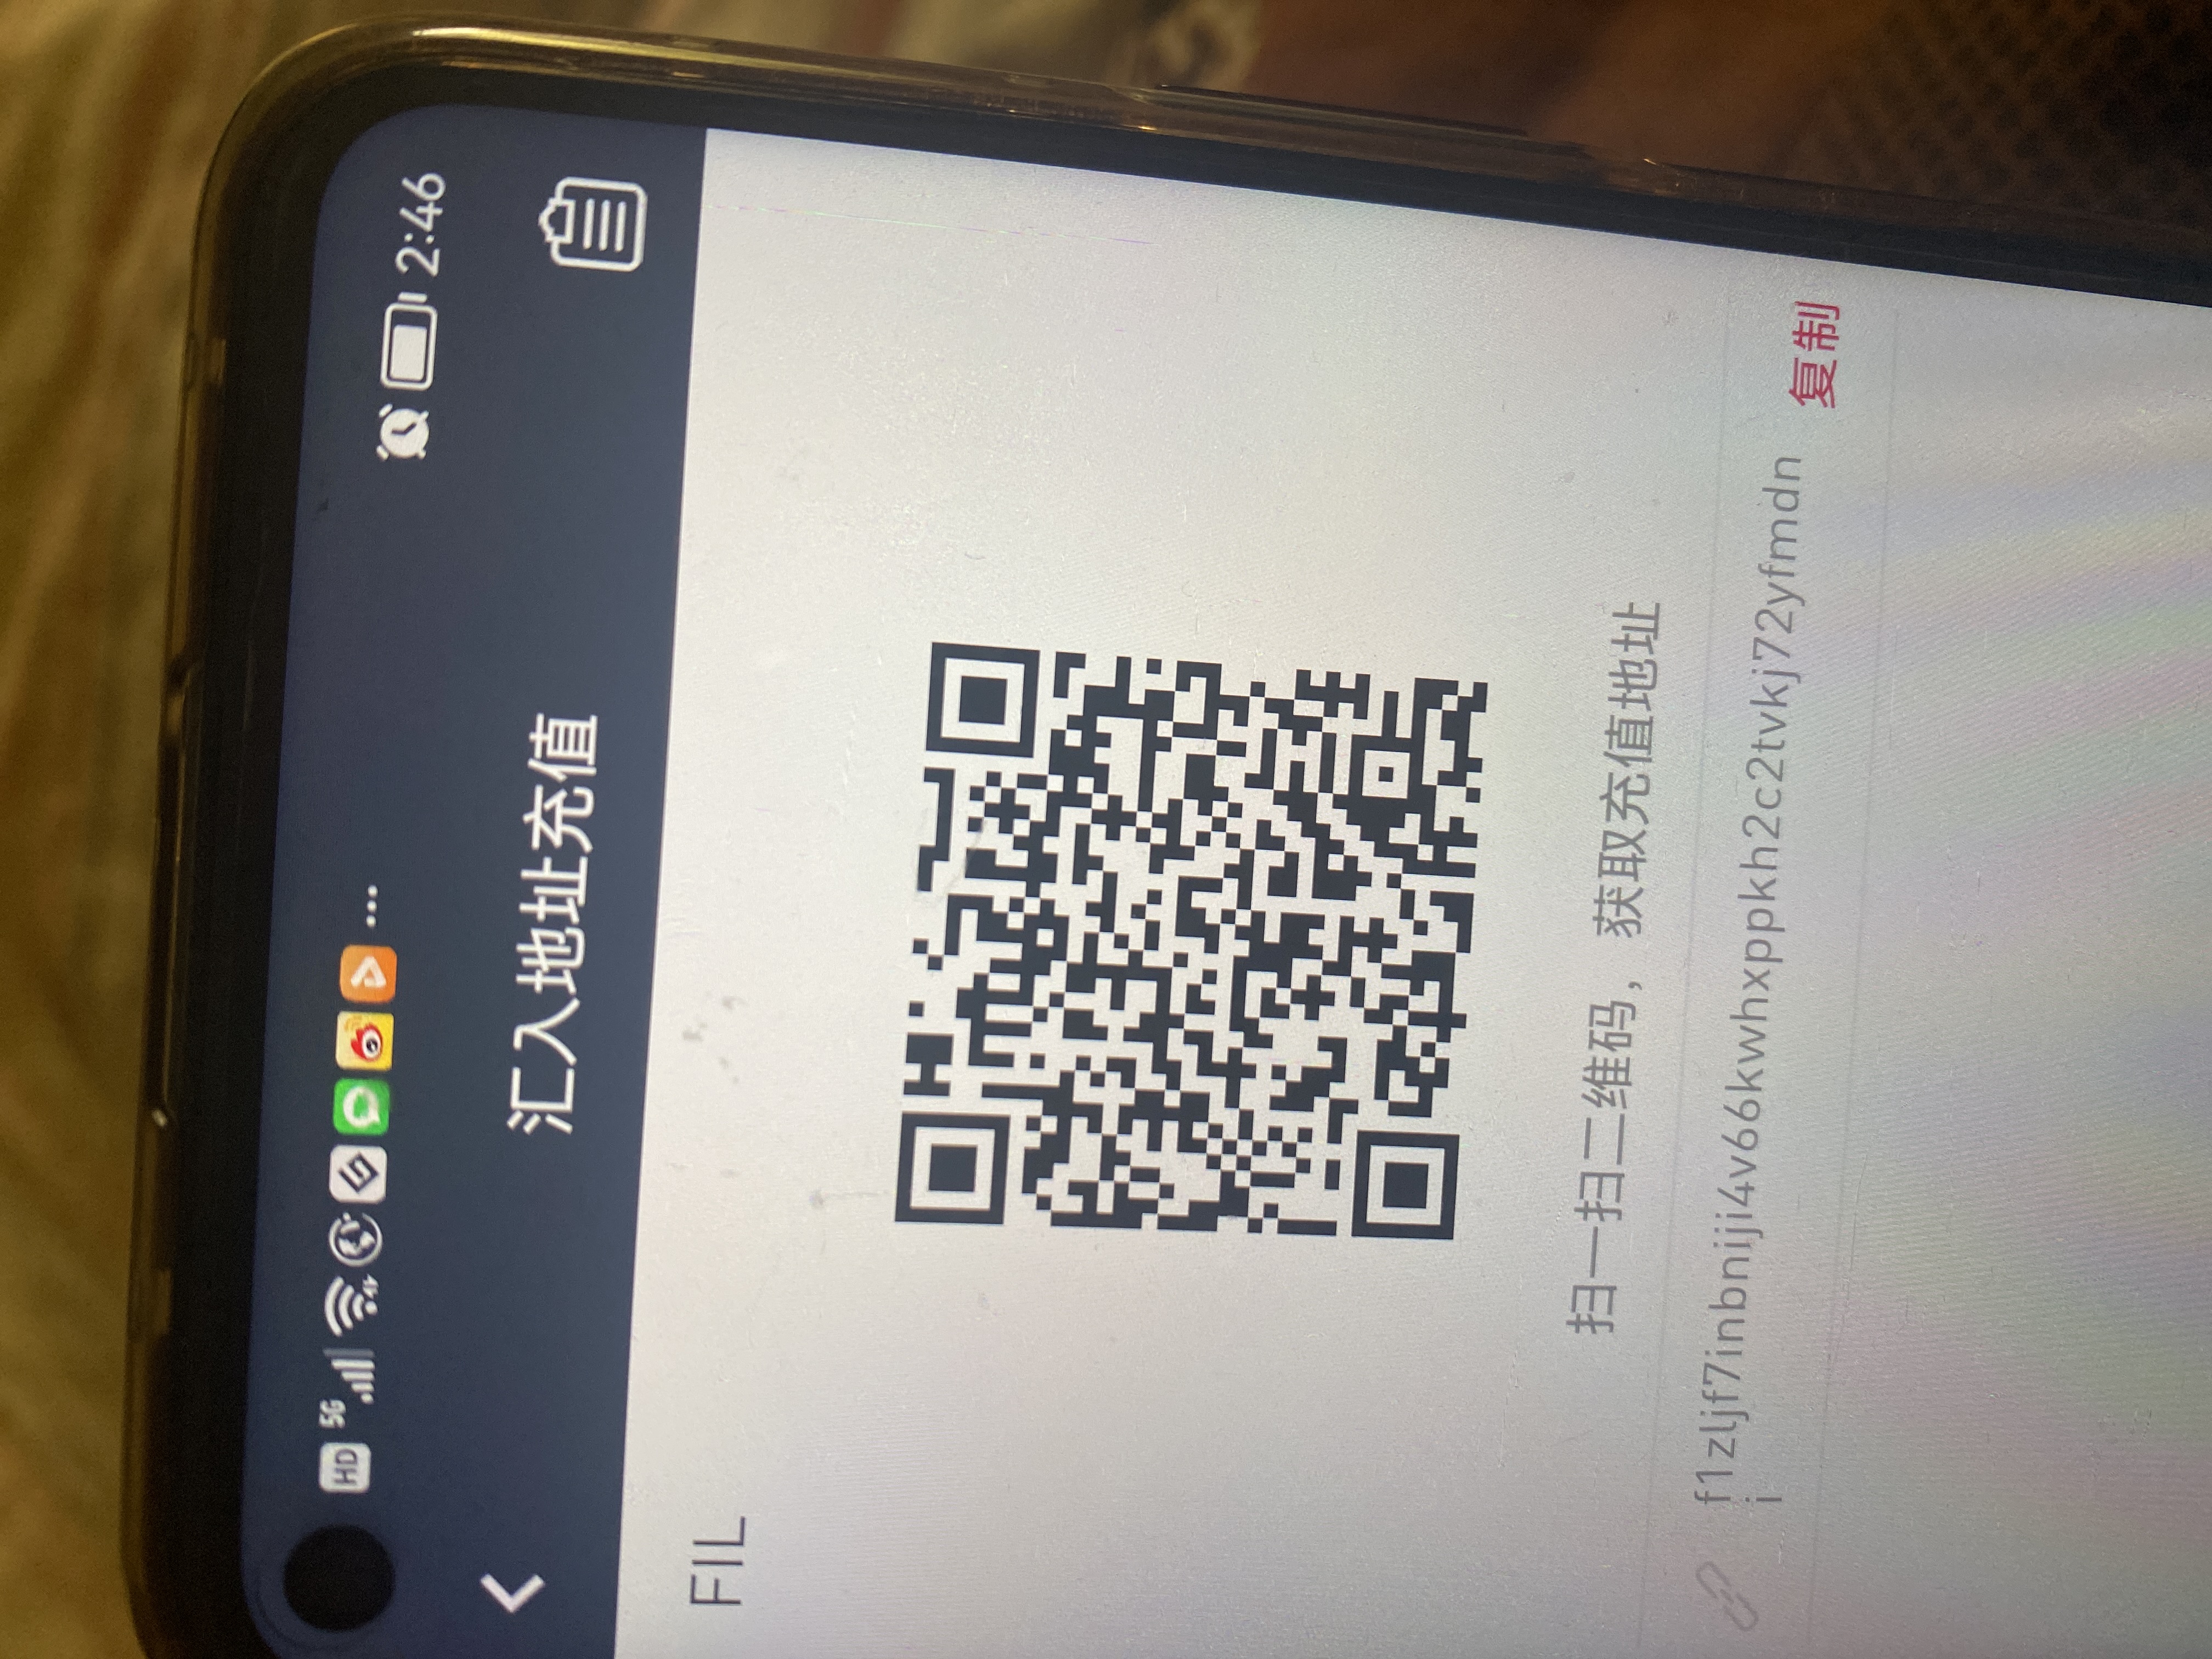 HD 5G 2:46
汇入地址充值
FIL
扫一扫二维码，获取充值地址
f1zljf7inbniji4v66kwhxppkh2c2tvkj72yfmdn
i
复制